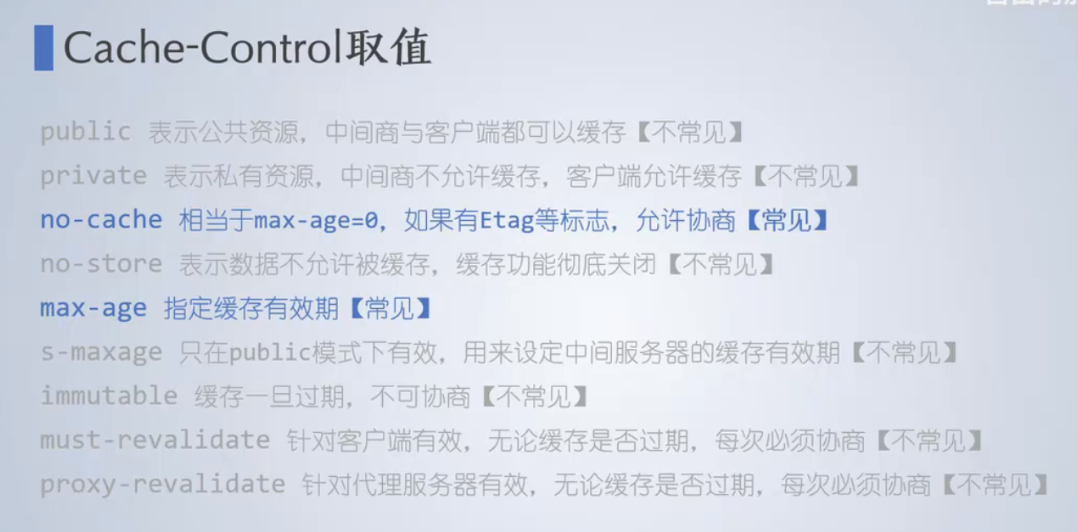 Cache-Control取值
public 表示公共资源，中间商与客户端都可以缓存【不常见】
private 表示私有资源，中间商不允许缓存，客户端允许缓存【不常见】
no-cache 相当于max-age=0，如果有Etag等标志，允许协商【常见】
no-store 表示数据不允许被缓存，缓存功能彻底关闭【不常见】
max-age 指定缓存有效期【常见】
s-maxage 只在public模式下有效，用来设定中间服务器的缓存有效期【不常见】
immutable 缓存一旦过期，不可协商【不常见】
must-revalidate 针对客户端有效，无论缓存是否过期，每次必须协商【不常见】
proxy-revalidate 针对代理服务器有效，无论缓存是否过期，每次必须协商【不常见】